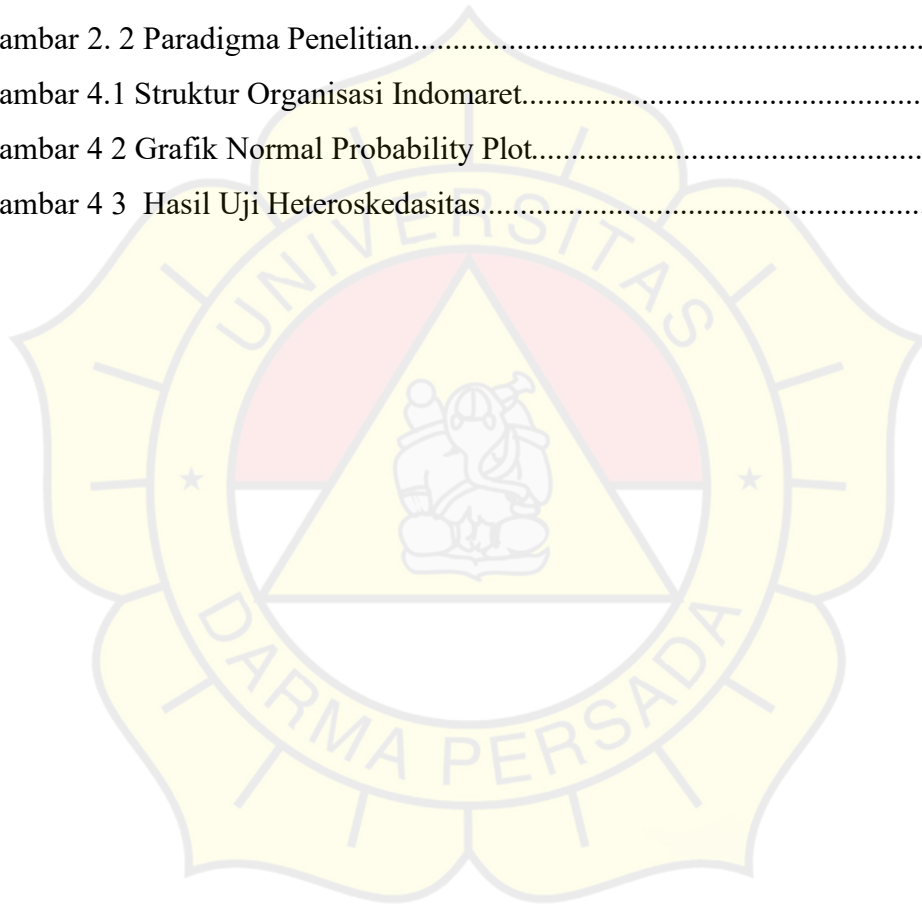 ambar 2. 2 Paradigma Penelitian......................................................................
ambar 4.1 Struktur Organisasi Indomaret.........................................................
ambar 4 2 Grafik Normal Probability Plot.......................................................
ambar 4 3  Hasil Uji Heteroskedasitas..............................................................
UNIVERSITAS
DARMA PERSADA